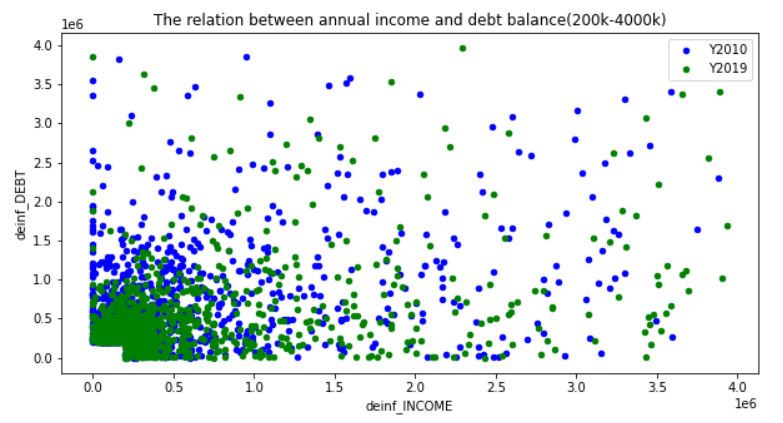 The relation between annual income and debt balance(200k-4000k)
1e6
4.0
3.5
3.0
2.5
2.0
1.5
1.0
0.5
0.0
deinf_DEBT
Y2010
Y2019
0.0 0.5 1.0 1.5 2.0 2.5 3.0 3.5 4.0
1e6
deinf_INCOME